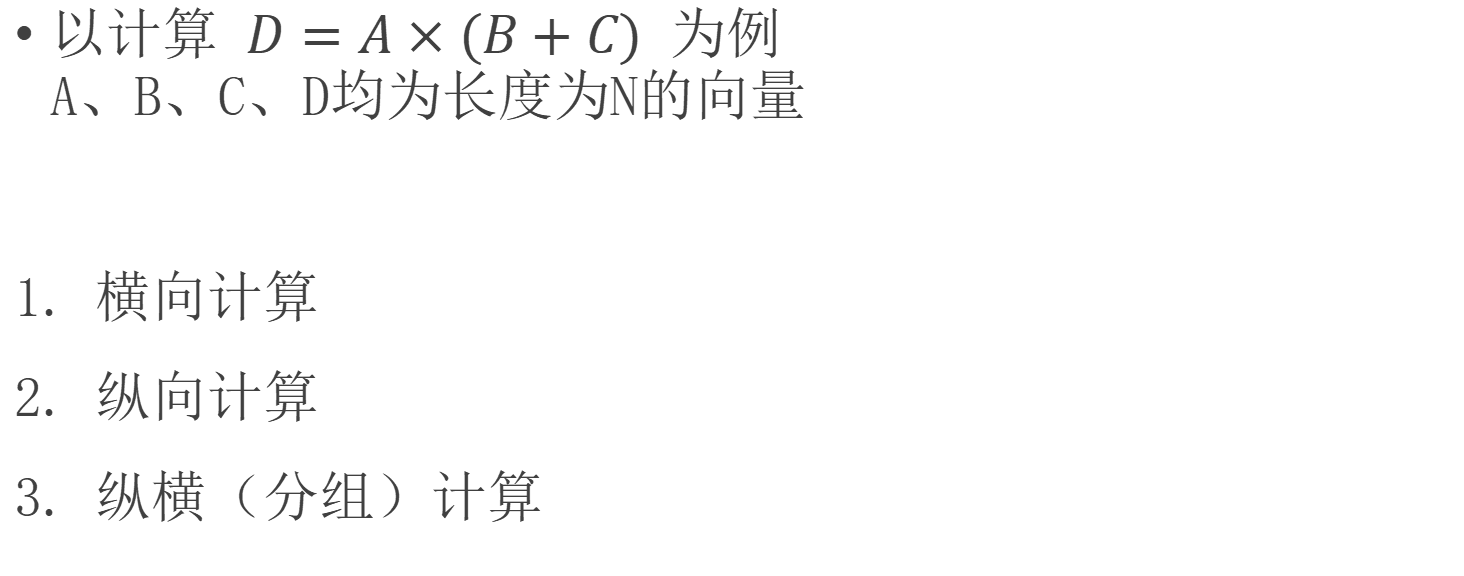 • 以计算 D = A × (B + C) 为例
A、B、C、D均为长度为N的向量
1. 横向计算
2. 纵向计算
3. 纵横（分组）计算